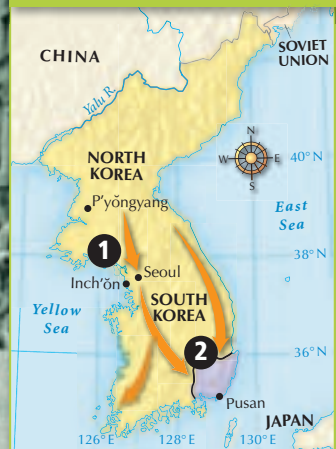 CHINA
SOVIET
UNION
Yalu R.
N
W
E
S
NORTH
KOREA
40°N
P'yŏngyang
East
Sea
1
38°N
Seoul
Inch'ŏn
Yellow
Sea
SOUTH
KOREA
2
36°N
Pusan
JAPAN
126°E
128°E
130°E